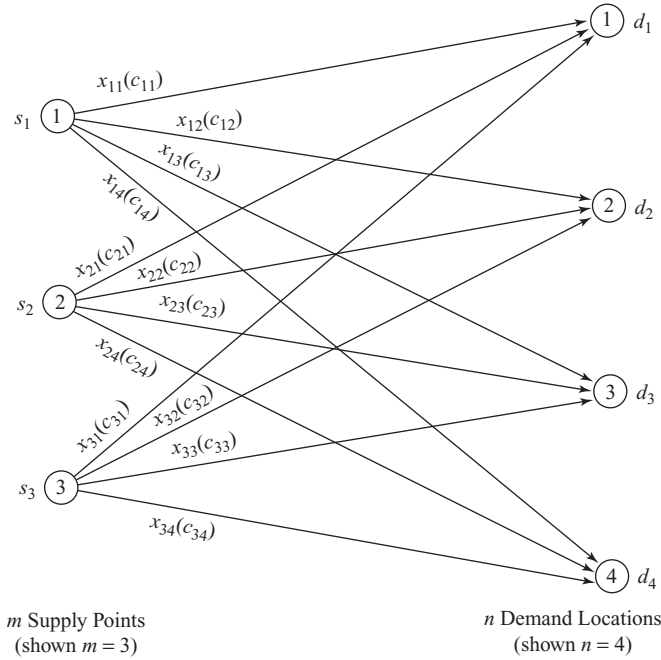 1 d₁
x₁₁(c₁₁)
s₁ 1
x₁₂(c₁₂)
x₁₃(c₁₃)
x₁₄(c₁₄)
2 d₂
x₂₁(c₂₁)
x₂₂(c₂₂)
s₂ 2
x₂₃(c₂₃)
x₂₄(c₂₄)
3 d₃
x₃₁(c₃₁)
x₃₂(c₃₂)
x₃₃(c₃₃)
s₃ 3
x₃₄(c₃₄)
4 d₄
m Supply Points
(shown m = 3)
n Demand Locations
(shown n = 4)